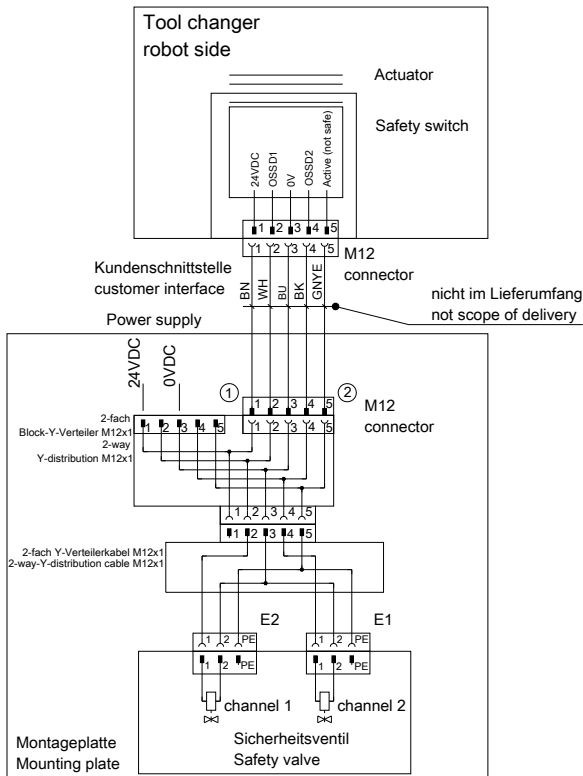 Tool changer
robot side
Actuator
Safety switch
24VDC
OSSD1
0V
OSSD2
Active (not safe)
1 2 3 4 5
1 2 3 4 5
M12
connector
Kundenschnittstelle
customer interface
BN
WH
BU
BK
GNYE
nicht im Lieferumfang
not scope of delivery
Power supply
24VDC
0VDC
1
2
1 2 3 4 5
M12
connector
2-fach
Block-Y-Verteiler M12x1
2-way
Y-distribution M12x1
1 2 3 4 5
1 2 3 4 5
1 2 3 4 5
1 2 3 4 5
2-fach Y-Verteilerkabel M12x1
2-way-Y-distribution cable M12x1
E2
E1
1 2 PE
1 2 PE
1 2 PE
1 2 PE
channel 1
channel 2
Montageplatte
Mounting plate
Sicherheitsventil
Safety valve